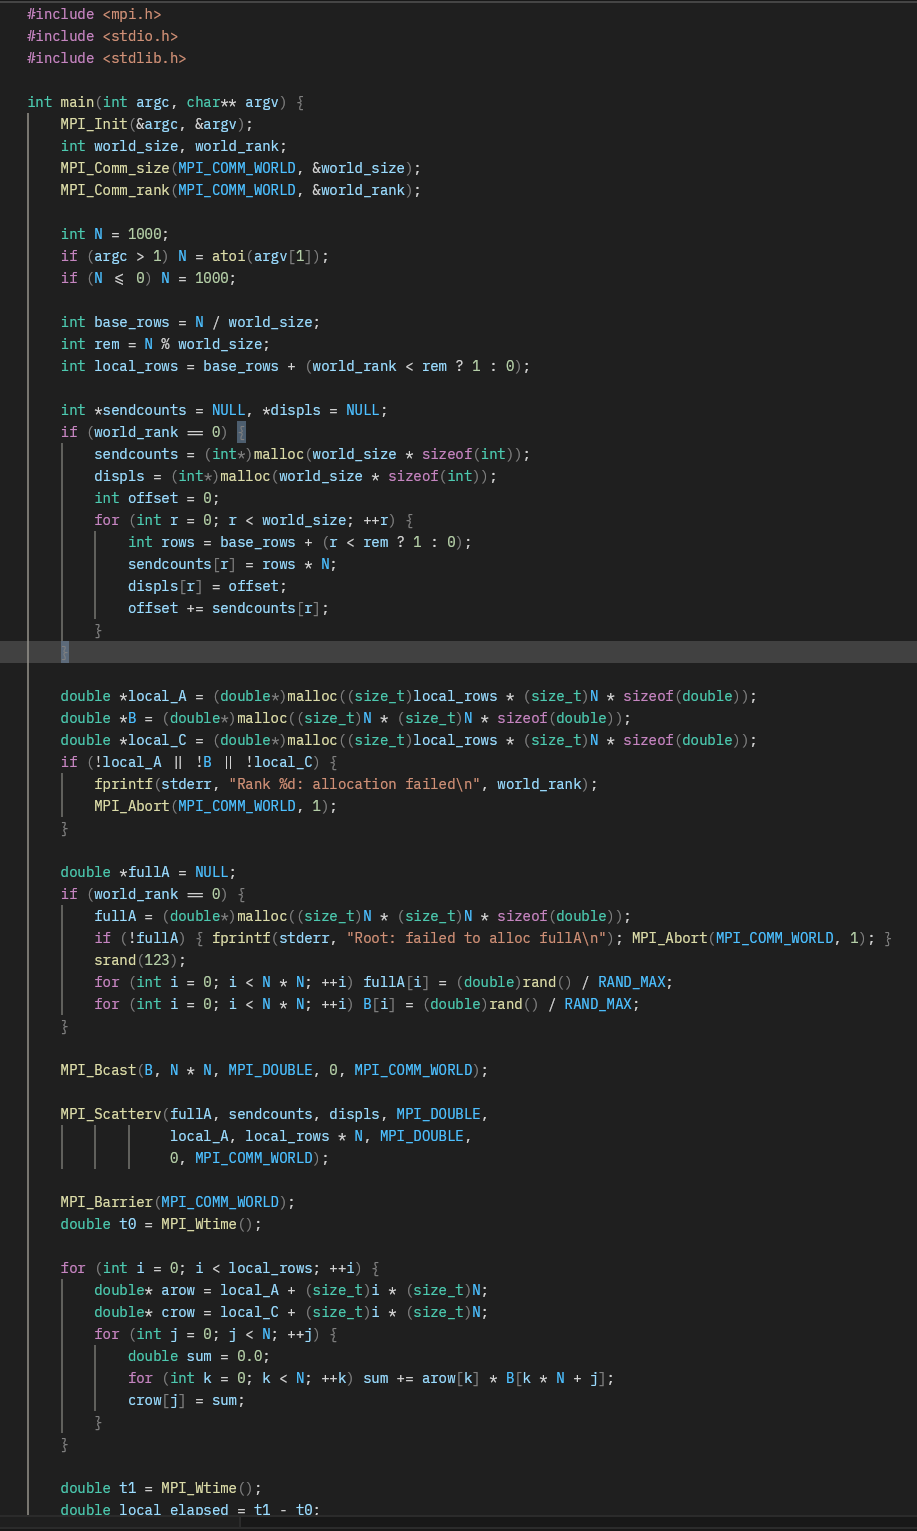 #include <mpi.h>
#include <stdio.h>
#include <stdlib.h>

int main(int argc, char** argv) {
    MPI_Init(&argc, &argv);
    int world_size, world_rank;
    MPI_Comm_size(MPI_COMM_WORLD, &world_size);
    MPI_Comm_rank(MPI_COMM_WORLD, &world_rank);

    int N = 1000;
    if (argc > 1) N = atoi(argv[1]);
    if (N <= 0) N = 1000;

    int base_rows = N / world_size;
    int rem = N % world_size;
    int local_rows = base_rows + (world_rank < rem ? 1 : 0);

    int *sendcounts = NULL, *displs = NULL;
    if (world_rank == 0) {
        sendcounts = (int*)malloc(world_size * sizeof(int));
        displs = (int*)malloc(world_size * sizeof(int));
        int offset = 0;
        for (int r = 0; r < world_size; ++r) {
            int rows = base_rows + (r < rem ? 1 : 0);
            sendcounts[r] = rows * N;
            displs[r] = offset;
            offset += sendcounts[r];
        }
    }

    double *local_A = (double*)malloc((size_t)local_rows * (size_t)N * sizeof(double));
    double *B = (double*)malloc((size_t)N * (size_t)N * sizeof(double));
    double *local_C = (double*)malloc((size_t)local_rows * (size_t)N * sizeof(double));
    if (!local_A || !B || !local_C) {
        fprintf(stderr, "Rank %d: allocation failed\n", world_rank);
        MPI_Abort(MPI_COMM_WORLD, 1);
    }

    double *fullA = NULL;
    if (world_rank == 0) {
        fullA = (double*)malloc((size_t)N * (size_t)N * sizeof(double));
        if (!fullA) { fprintf(stderr, "Root: failed to alloc fullA\n"); MPI_Abort(MPI_COMM_WORLD, 1); }
        srand(123);
        for (int i = 0; i < N * N; ++i) fullA[i] = (double)rand() / RAND_MAX;
        for (int i = 0; i < N * N; ++i) B[i] = (double)rand() / RAND_MAX;
    }

    MPI_Bcast(B, N * N, MPI_DOUBLE, 0, MPI_COMM_WORLD);

    MPI_Scatterv(fullA, sendcounts, displs, MPI_DOUBLE,
                 local_A, local_rows * N, MPI_DOUBLE,
                 0, MPI_COMM_WORLD);

    MPI_Barrier(MPI_COMM_WORLD);
    double t0 = MPI_Wtime();

    for (int i = 0; i < local_rows; ++i) {
        double* arow = local_A + (size_t)i * (size_t)N;
        double* crow = local_C + (size_t)i * (size_t)N;
        for (int j = 0; j < N; ++j) {
            double sum = 0.0;
            for (int k = 0; k < N; ++k) sum += arow[k] * B[k * N + j];
            crow[j] = sum;
        }
    }

    double t1 = MPI_Wtime();
    double local_elapsed = t1 - t0;